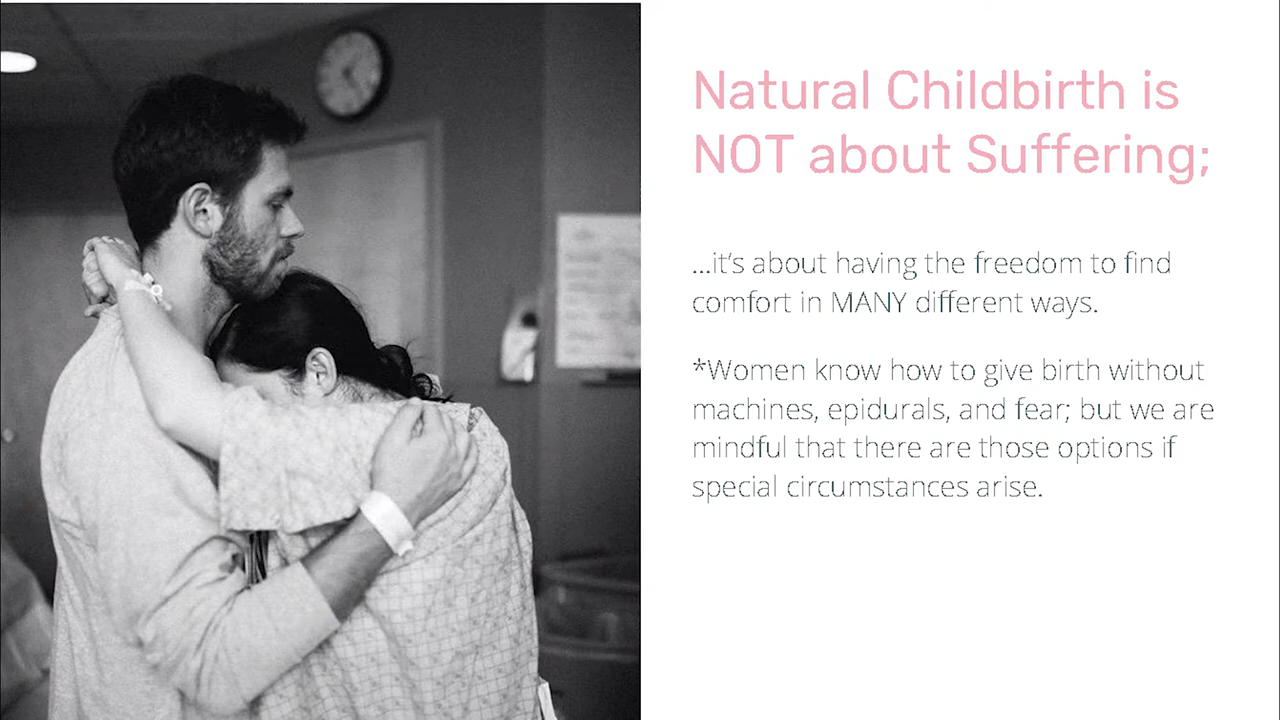 Natural Childbirth is
NOT about Suffering;
...it's about having the freedom to find
comfort in MANY different ways.
*Women know how to give birth without
machines, epidurals, and fear; but we are
mindful that there are those options if
special circumstances arise.